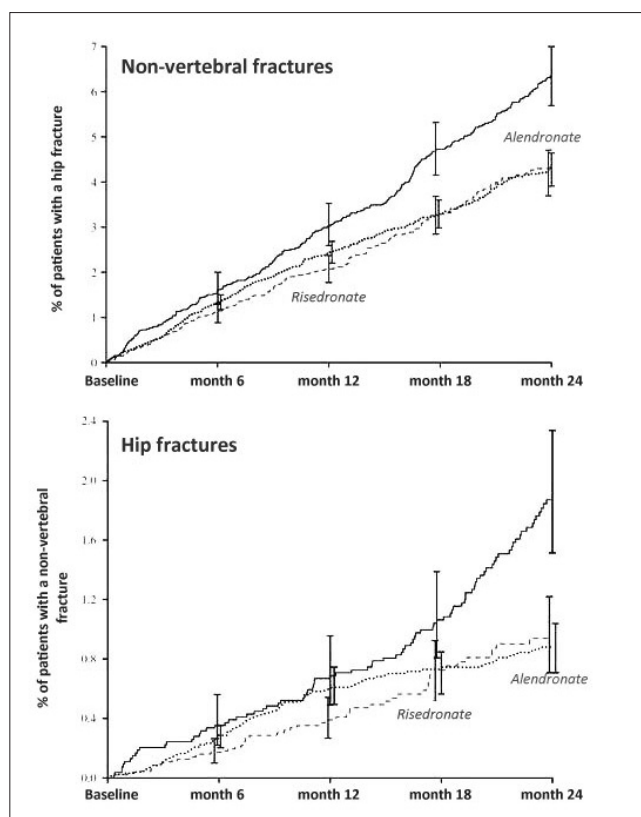 Non-vertebral fractures
% of patients with a hip fracture
7
6
5
4
3
2
1
0
Alendronate
Risedronate
Baseline month 6 month 12 month 18 month 24
Hip fractures
% of patients with a non-vertebral
fracture
2.4
2.0
1.6
1.2
0.8
0.4
0.0
Risedronate
Alendronate
Baseline month 6 month 12 month 18 month 24